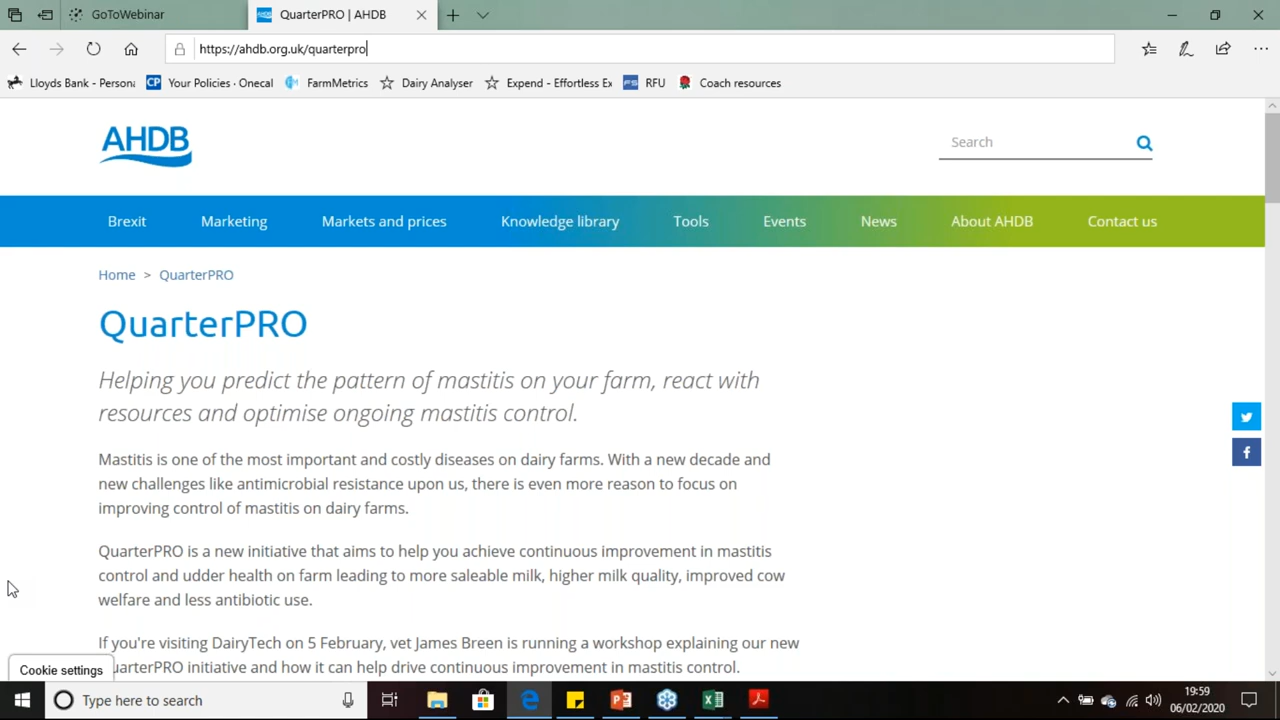 GoToWebinar
QuarterPRO | AHDB
https://ahdb.org.uk/quarterpro
Lloyds Bank - Persona
CP Your Policies - Onecal
FarmMetrics
Dairy Analyser
Expend - Effortless Ex
FS RFU
Coach resources
AHDB
Search
Brexit
Marketing
Markets and prices
Knowledge library
Tools
Events
News
About AHDB
Contact us
Home > QuarterPRO
QuarterPRO
Helping you predict the pattern of mastitis on your farm, react with
resources and optimise ongoing mastitis control.
Mastitis is one of the most important and costly diseases on dairy farms. With a new decade and
new challenges like antimicrobial resistance upon us, there is even more reason to focus on
improving control of mastitis on dairy farms.
QuarterPRO is a new initiative that aims to help you achieve continuous improvement in mastitis
control and udder health on farm leading to more saleable milk, higher milk quality, improved cow
welfare and less antibiotic use.
If you're visiting DairyTech on 5 February, vet James Breen is running a workshop explaining our new
uarterPRO initiative and how it can help drive continuous improvement in mastitis control.
Cookie settings
Type here to search
19:59
06/02/2020